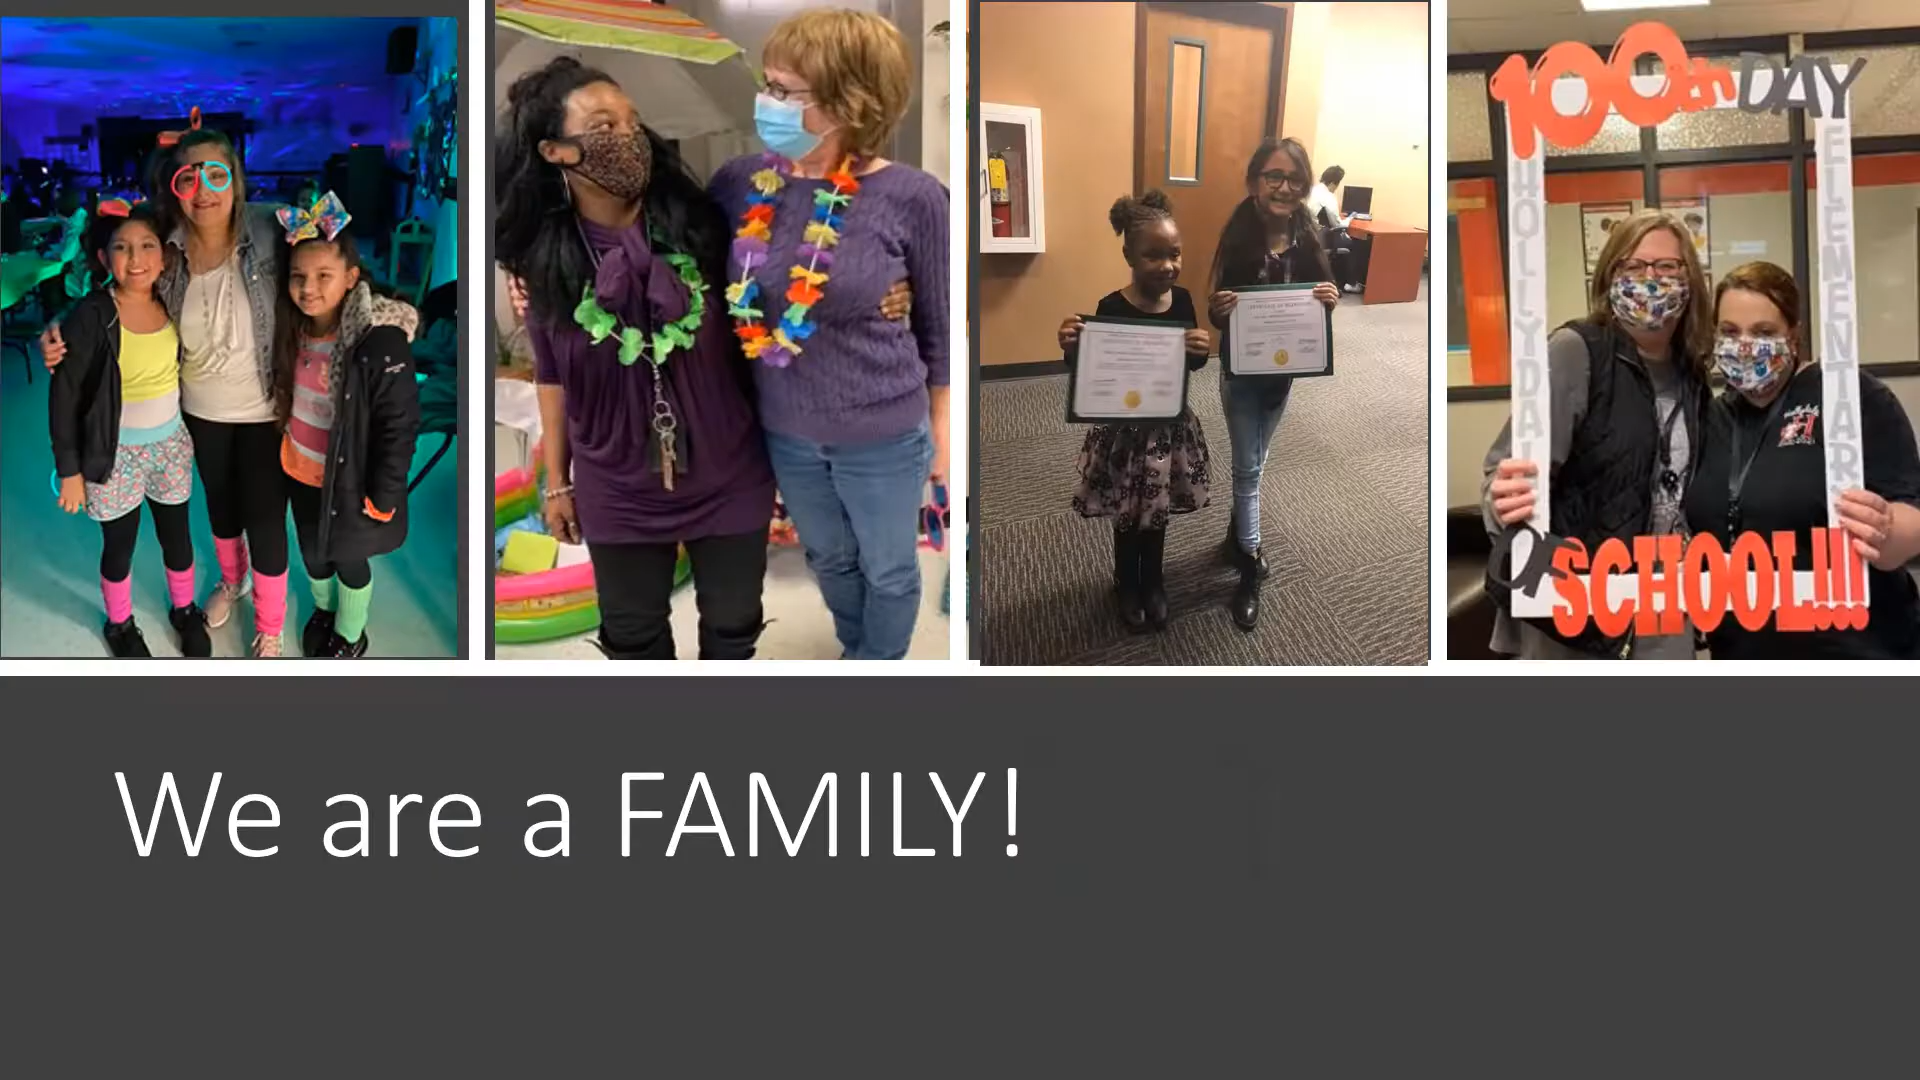 100th DAY
HOLLYDALE
ELEMENTARY
OF
SCHOOL!!!
We are a FAMILY!